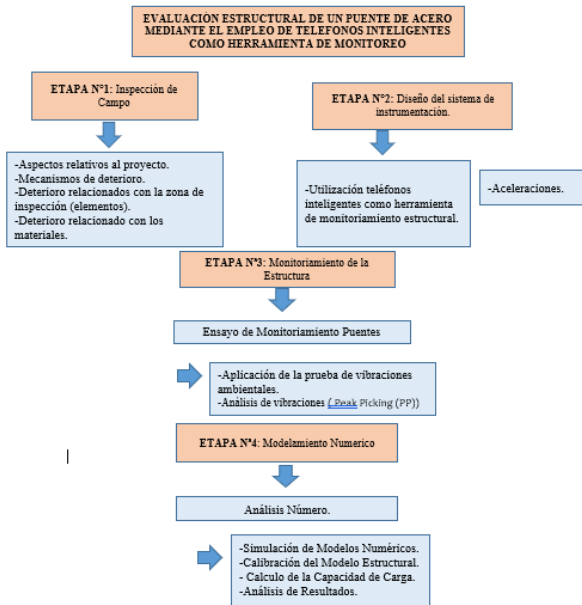 EVALUACIÓN ESTRUCTURAL DE UN PUENTE DE ACERO
MEDIANTE EL EMPLEO DE TELEFONOS INTELIGENTES
COMO HERRAMIENTA DE MONITOREO
ETAPA N°1: Inspección de
Campo
ETAPA N°2: Diseño del sistema de
instrumentación.
-Aspectos relativos al proyecto.
-Mecanismos de deterioro.
-Deterioro relacionados con la zona de
inspección (elementos).
-Deterioro relacionado con los
materiales.
-Utilización teléfonos
inteligentes como herramienta
de monitoriamiento estructural.
-Aceleraciones.
ETAPA N°3: Monitoriamiento de la
Estructura
Ensayo de Monitoriamiento Puentes
-Aplicación de la prueba de vibraciones
ambientales.
-Análisis de vibraciones ( Peak Picking (PP))
ETAPA N°4: Modelamiento Numerico
Análisis Número.
-Simulación de Modelos Numéricos.
-Calibración del Modelo Estructural.
- Calculo de la Capacidad de Carga.
-Análisis de Resultados.